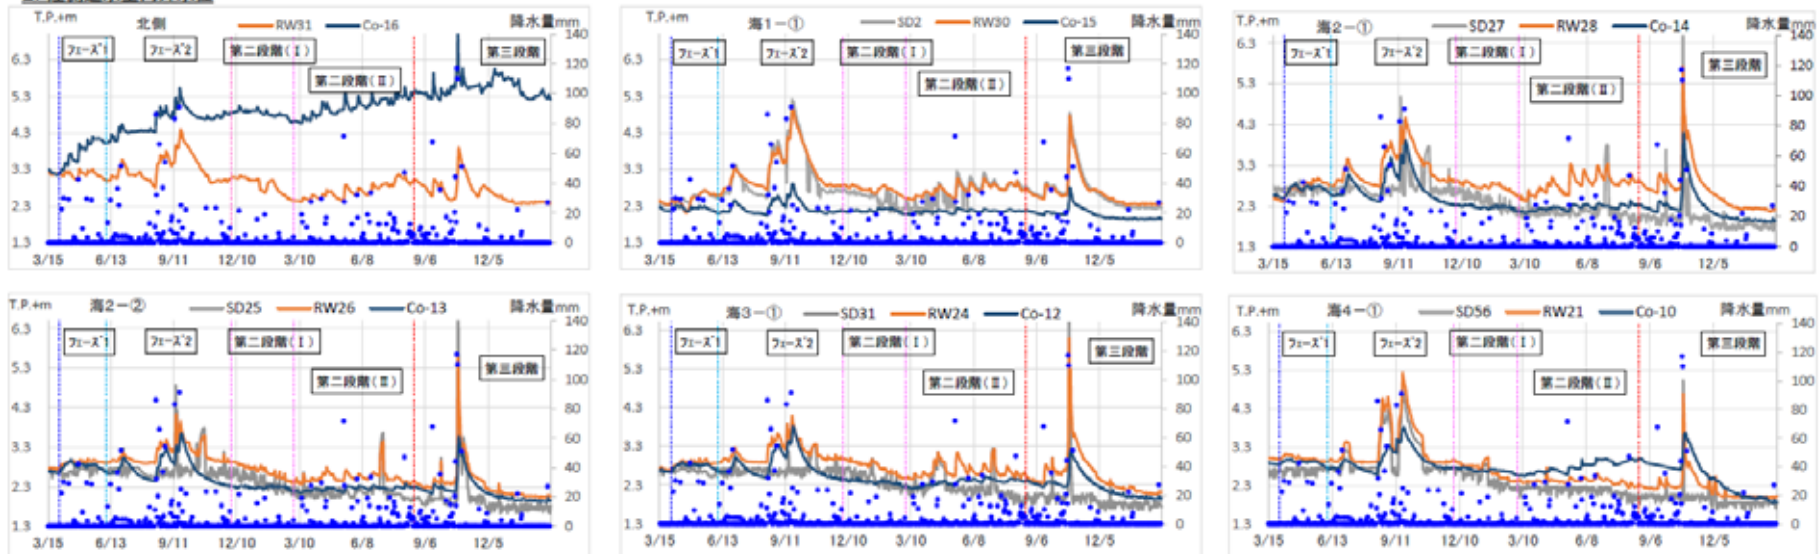 T.P.+m 北側 RW31 Co-16 降水量mm
フェーズ1 フェーズ2 第二段階(Ⅰ) 第二段階(Ⅱ) 第三段階
6.3 5.3 4.3 3.3 2.3 1.3
140 120 100 80 60 40 20 0
3/15 6/13 9/11 12/10 3/10 6/8 9/6 12/5
T.P.+m 海1-① SD2 RW30 Co-15 降水量mm
フェーズ1 フェーズ2 第二段階(Ⅰ) 第二段階(Ⅱ) 第三段階
6.3 5.3 4.3 3.3 2.3 1.3
140 120 100 80 60 40 20 0
3/15 6/13 9/11 12/10 3/10 6/8 9/6 12/5
T.P.+m 海2-① SD27 RW28 Co-14 降水量mm
フェーズ1 フェーズ2 第二段階(Ⅰ) 第二段階(Ⅱ) 第三段階
6.3 5.3 4.3 3.3 2.3 1.3
140 120 100 80 60 40 20 0
3/15 6/13 9/11 12/10 3/10 6/8 9/6 12/5
T.P.+m 海2-② SD25 RW26 Co-13 降水量mm
フェーズ1 フェーズ2 第二段階(Ⅰ) 第二段階(Ⅱ) 第三段階
6.3 5.3 4.3 3.3 2.3 1.3
140 120 100 80 60 40 20 0
3/15 6/13 9/11 12/10 3/10 6/8 9/6 12/5
T.P.+m 海3-① SD31 RW24 Co-12 降水量mm
フェーズ1 フェーズ2 第二段階(Ⅰ) 第二段階(Ⅱ) 第三段階
6.3 5.3 4.3 3.3 2.3 1.3
140 120 100 80 60 40 20 0
3/15 6/13 9/11 12/10 3/10 6/8 9/6 12/5
T.P.+m 海4-① SD56 RW21 Co-10 降水量mm
フェーズ1 フェーズ2 第二段階(Ⅰ) 第二段階(Ⅱ) 第三段階
6.3 5.3 4.3 3.3 2.3 1.3
140 120 100 80 60 40 20 0
3/15 6/13 9/11 12/10 3/10 6/8 9/6 12/5